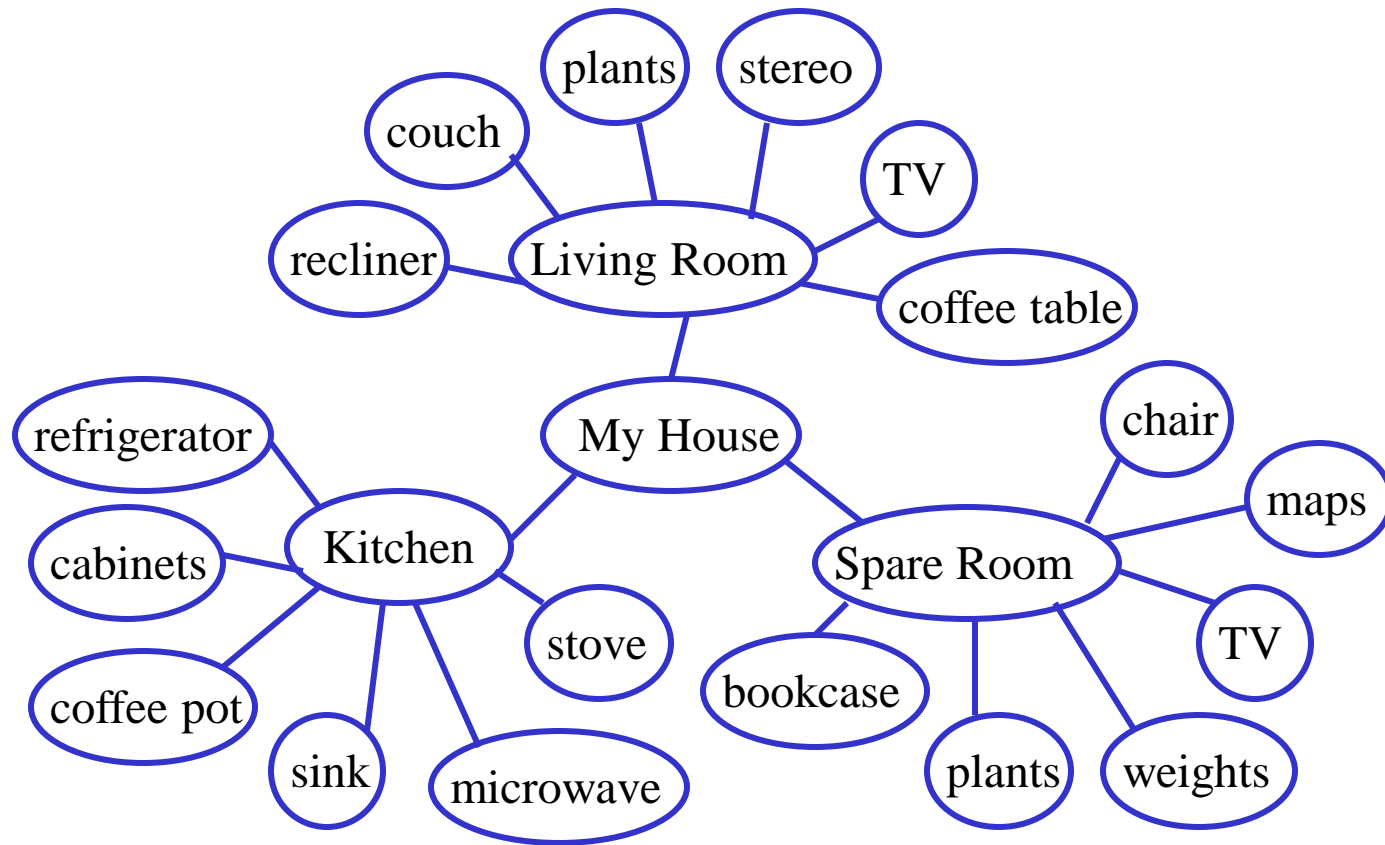 plants
stereo
couch
TV
recliner
Living Room
coffee table
My House
refrigerator
Kitchen
cabinets
coffee pot
sink
microwave
stove
chair
maps
Spare Room
TV
bookcase
plants
weights